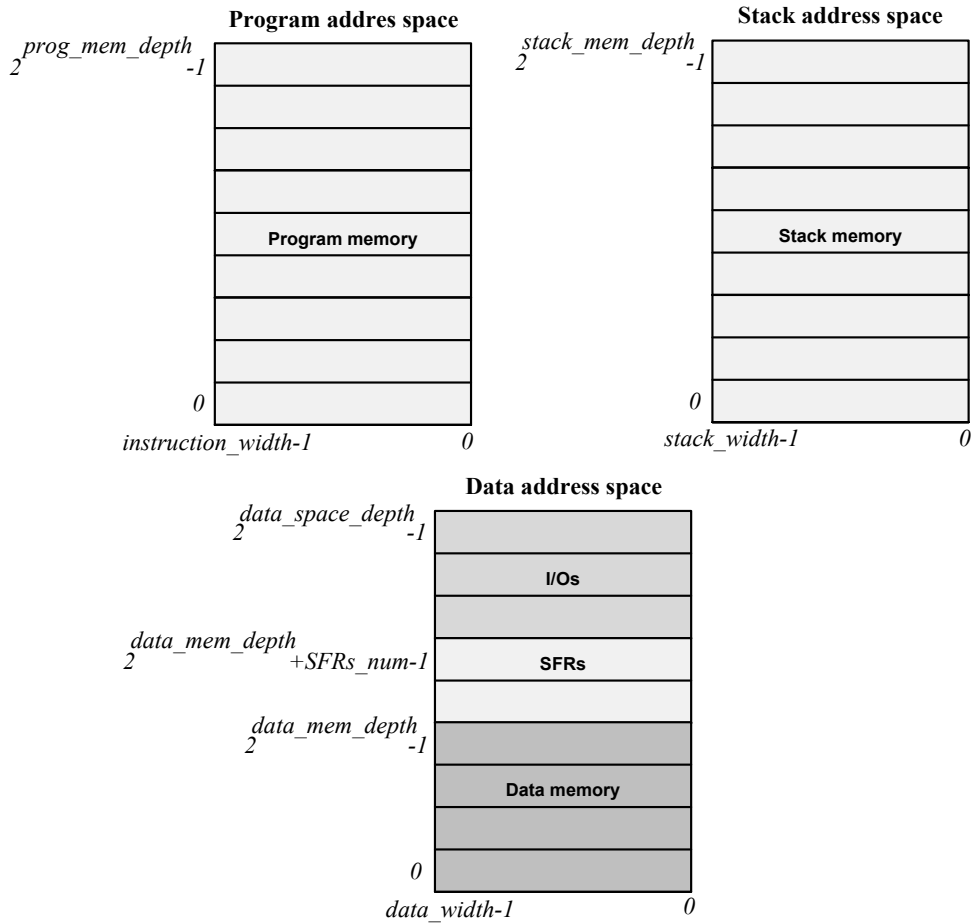 Program addres space
2^prog_mem_depth -1
Program memory
0
instruction_width-1 0
Stack address space
2^stack_mem_depth -1
Stack memory
0
stack_width-1 0
Data address space
2^data_space_depth -1
I/Os
2^data_mem_depth +SFRs_num-1
SFRs
2^data_mem_depth -1
Data memory
0
data_width-1 0